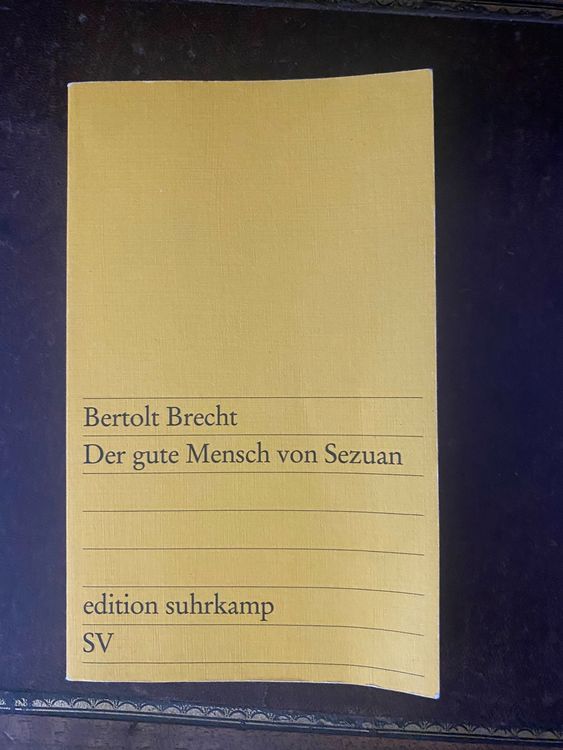 Bertolt Brecht
Der gute Mensch von Sezuan
edition suhrkamp
SV